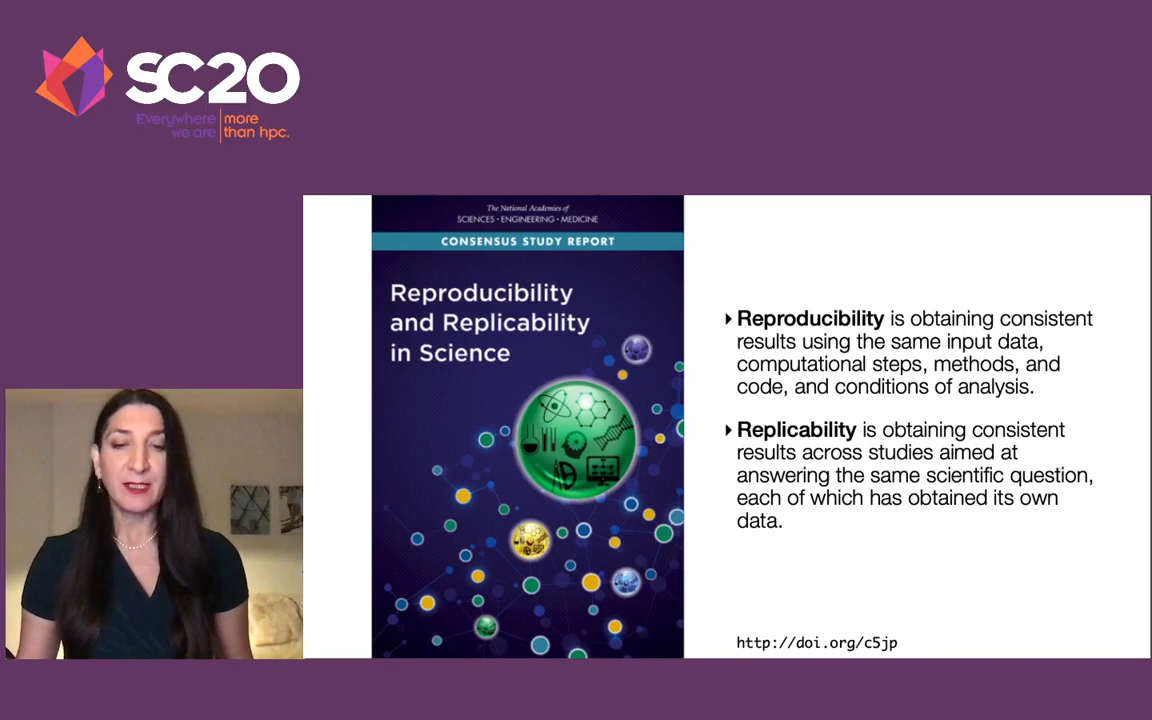 SC20
Everywhere more
we are than hpc.
The National Academies of
SCIENCES • ENGINEERING • MEDICINE
CONSENSUS STUDY REPORT
Reproducibility
and Replicability
in Science
Reproducibility is obtaining consistent
results using the same input data,
computational steps, methods, and
code, and conditions of analysis.
Replicability is obtaining consistent
results across studies aimed at
answering the same scientific question,
each of which has obtained its own
data.
http://doi.org/c5jp